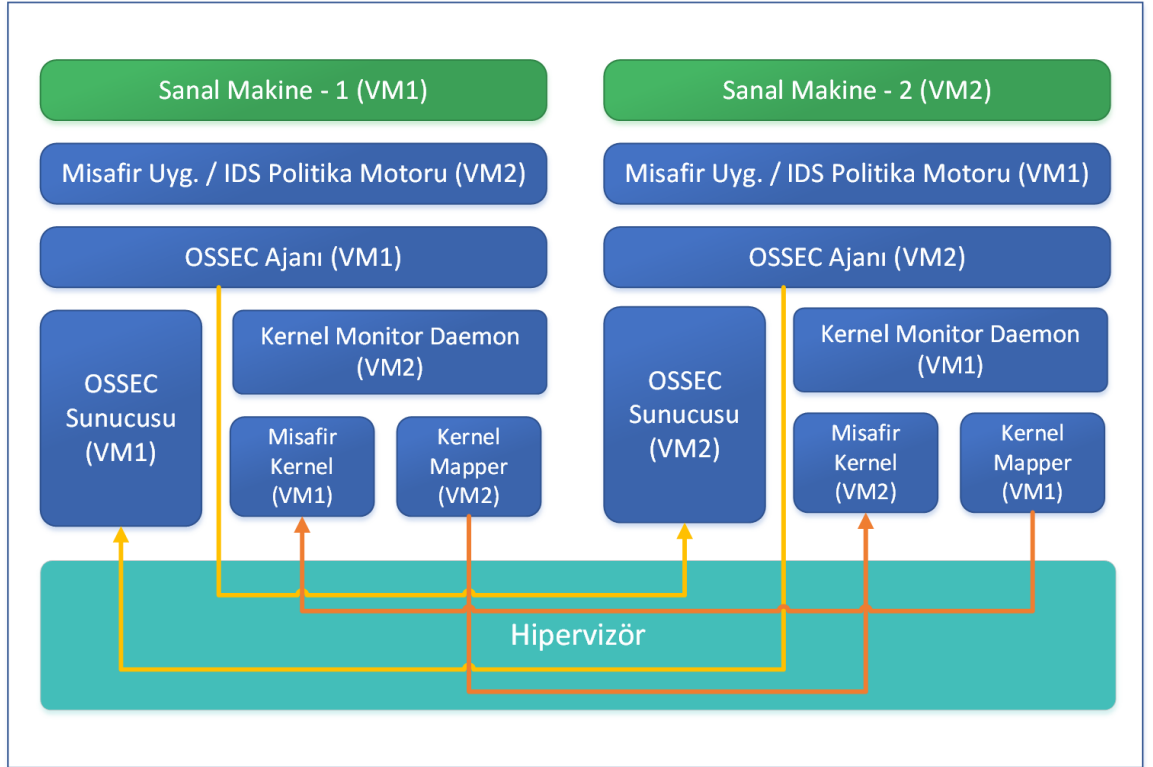 Sanal Makine - 1 (VM1)
Misafir Uyg. / IDS Politika Motoru (VM2)
OSSEC Ajanı (VM1)
OSSEC
Sunucusu
(VM1)
Kernel Monitor Daemon
(VM2)
Misafir
Kernel
(VM1)
Kernel
Mapper
(VM2)
Sanal Makine - 2 (VM2)
Misafir Uyg. / IDS Politika Motoru (VM1)
OSSEC Ajanı (VM2)
OSSEC
Sunucusu
(VM2)
Kernel Monitor Daemon
(VM1)
Misafir
Kernel
(VM2)
Kernel
Mapper
(VM1)
Hipervizör